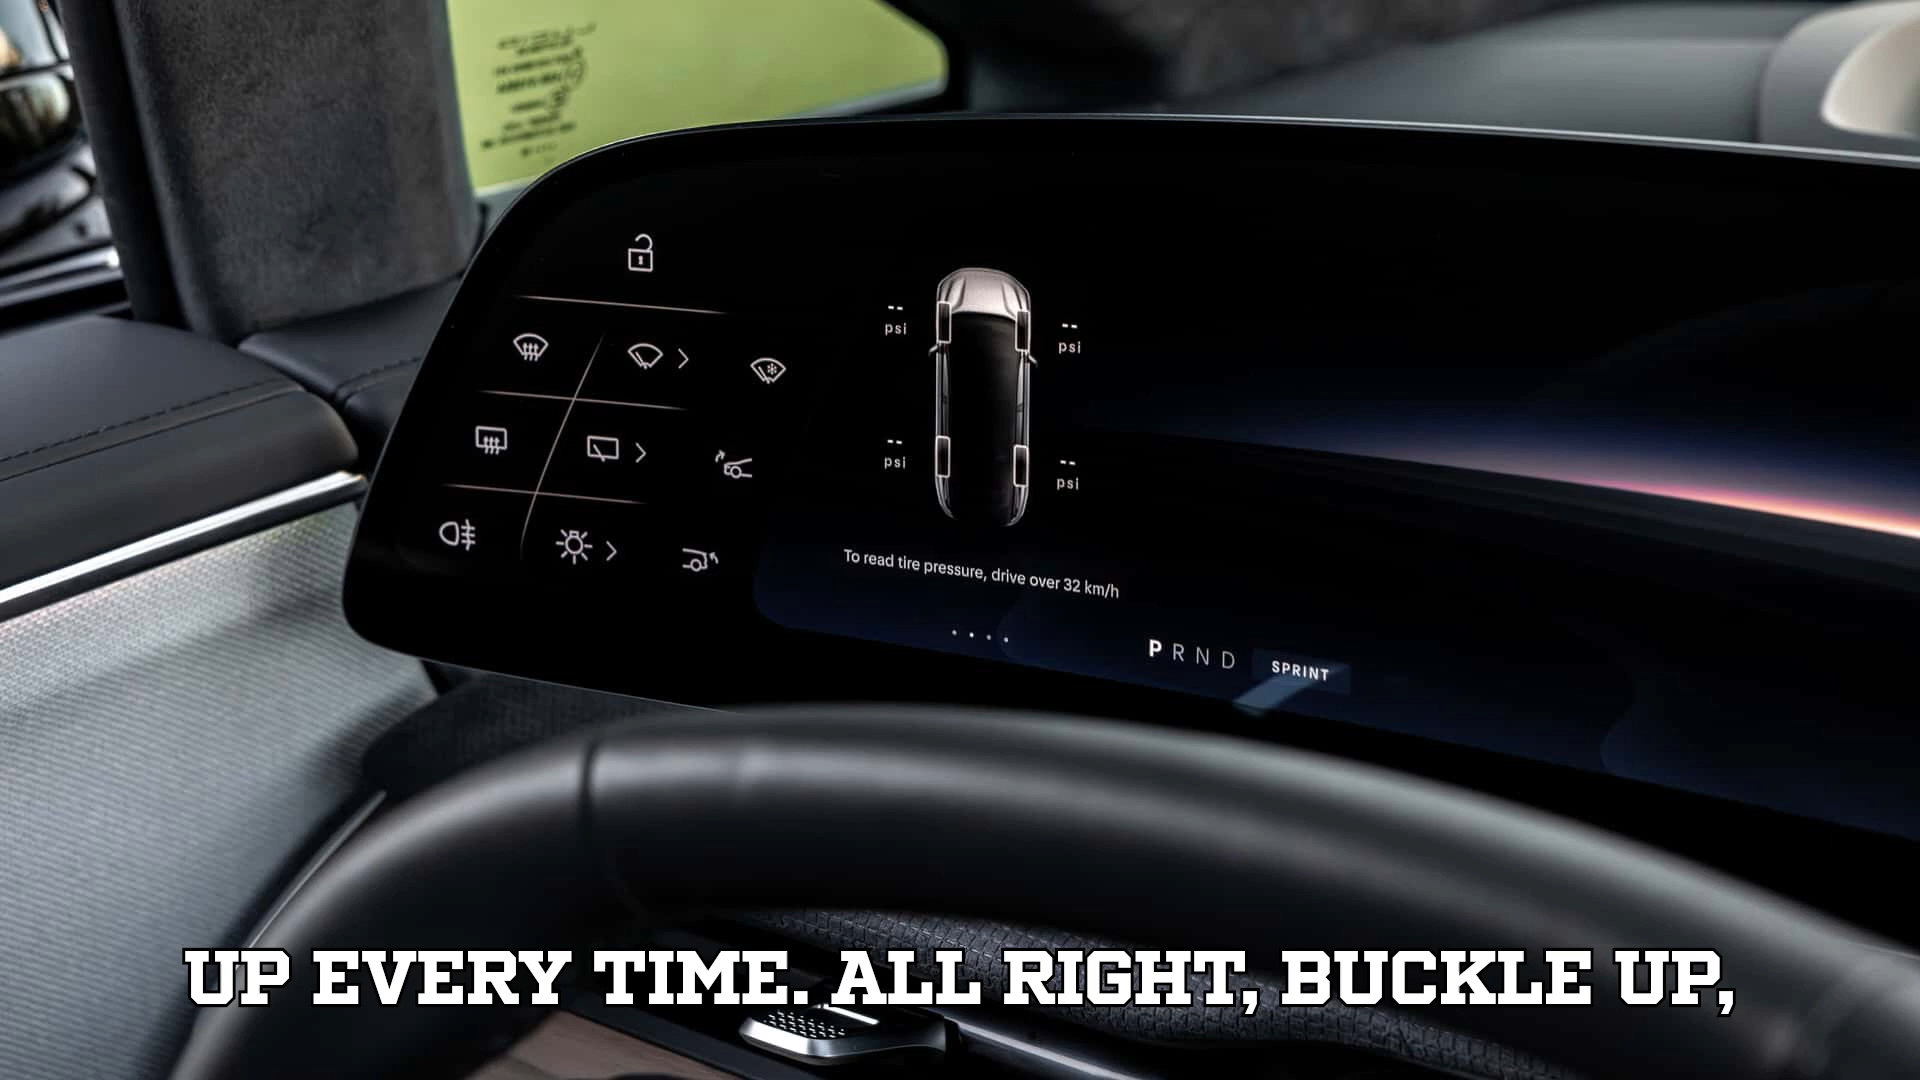 --
psi
--
psi
--
psi
--
psi
To read tire pressure, drive over 32 km/h
P R N D SPRINT
UP EVERY TIME. ALL RIGHT, BUCKLE UP,